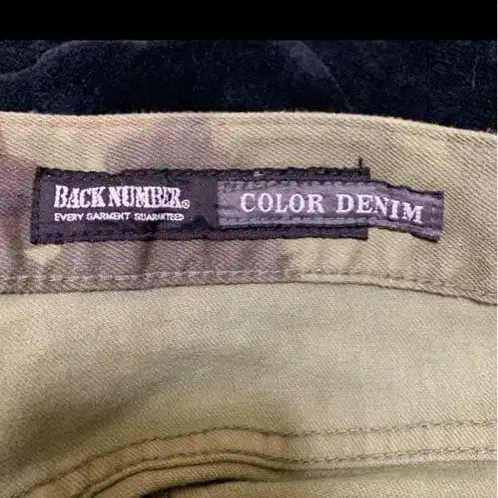 BACK NUMBER®
EVERY GARMENT GUARANTEED
COLOR DENIM